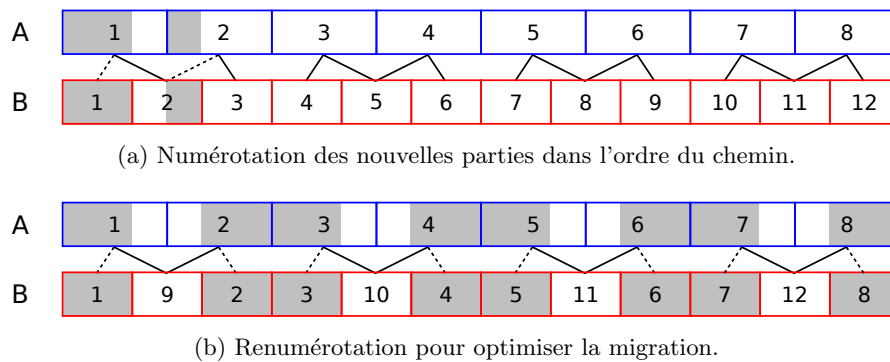 A 1 2 3 4 5 6 7 8
B 1 2 3 4 5 6 7 8 9 10 11 12
(a) Numérotation des nouvelles parties dans l'ordre du chemin.
A 1 2 3 4 5 6 7 8
B 1 9 2 3 10 4 5 11 6 7 12 8
(b) Renumérotation pour optimiser la migration.